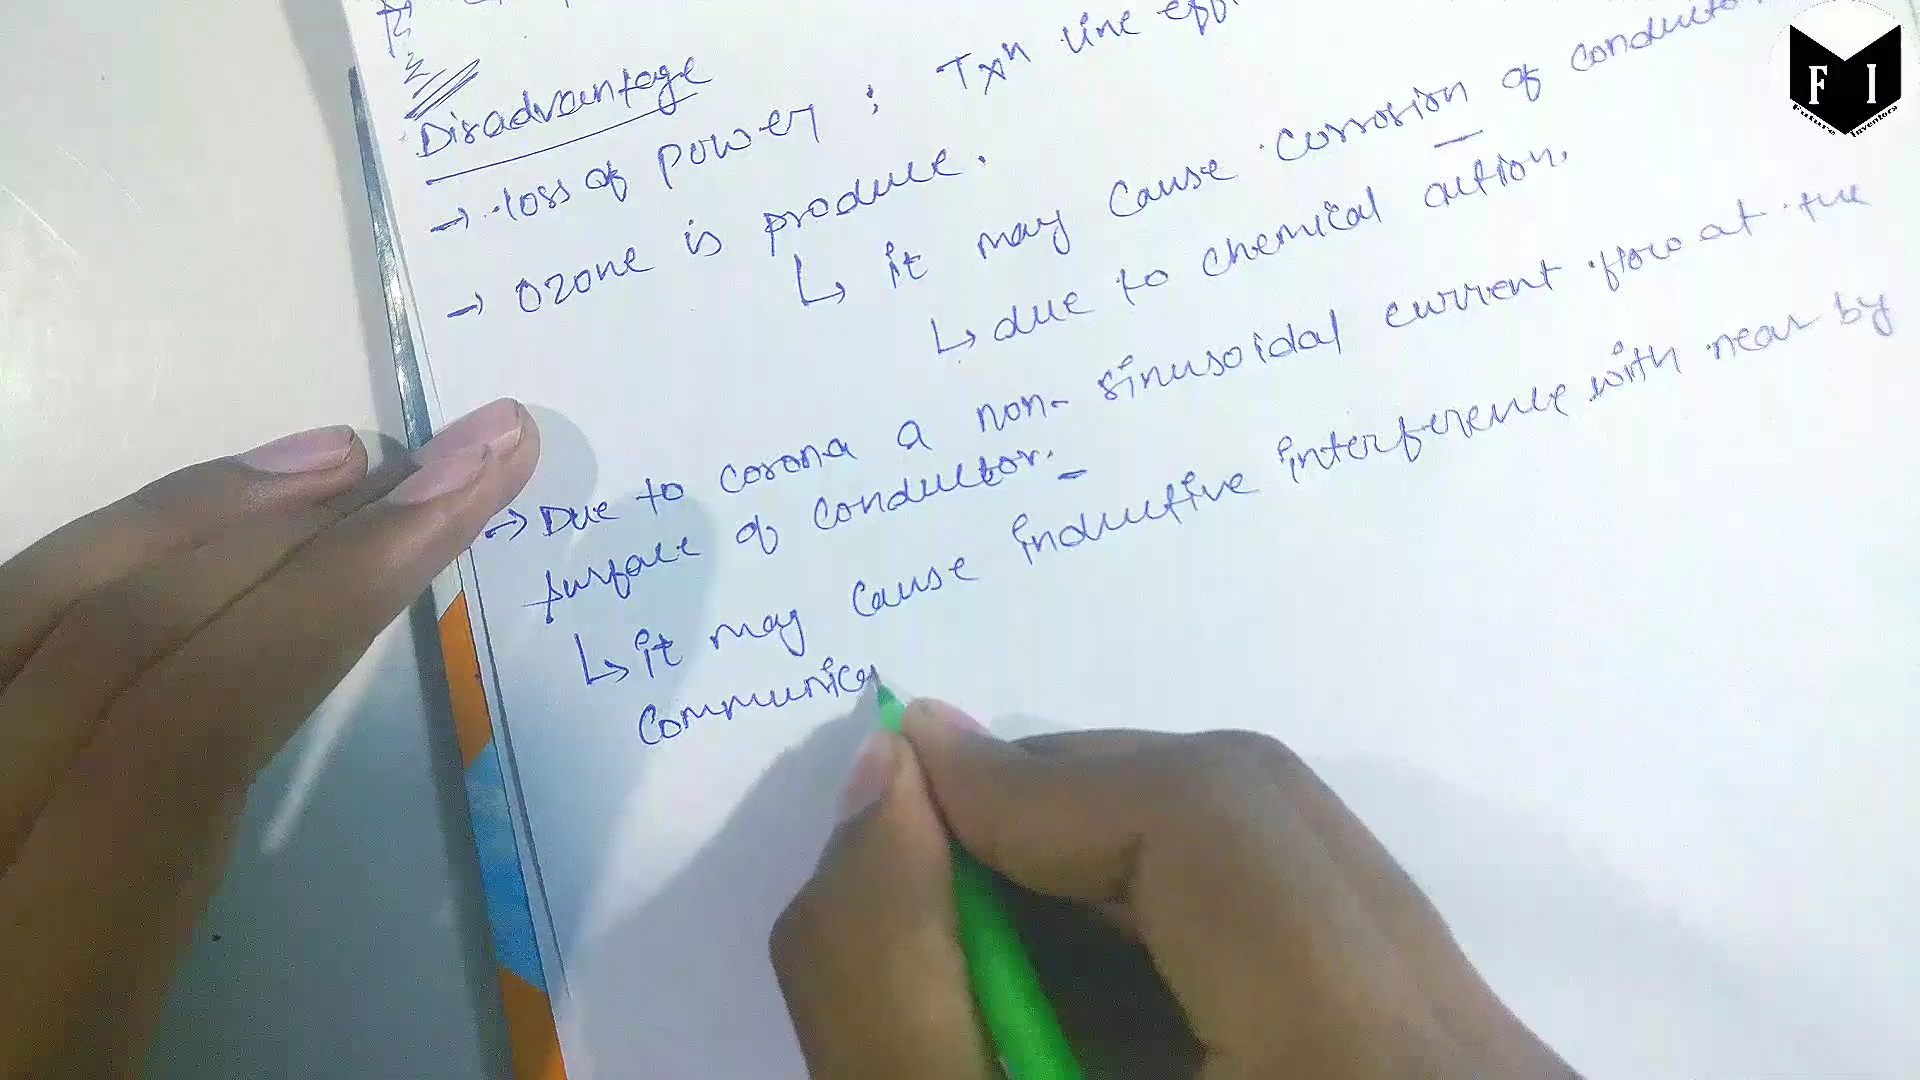 Disadvantage
→ loss of power : Txn line eff
→ Ozone is produce.
↳ it may cause corrosion of conducto
↳ due to chemical action.
→ Due to corona a non- sinusoidal current flow at the
surface of conductor.
↳ it may cause inductive interference with near by
communica
F I
Future Inventors